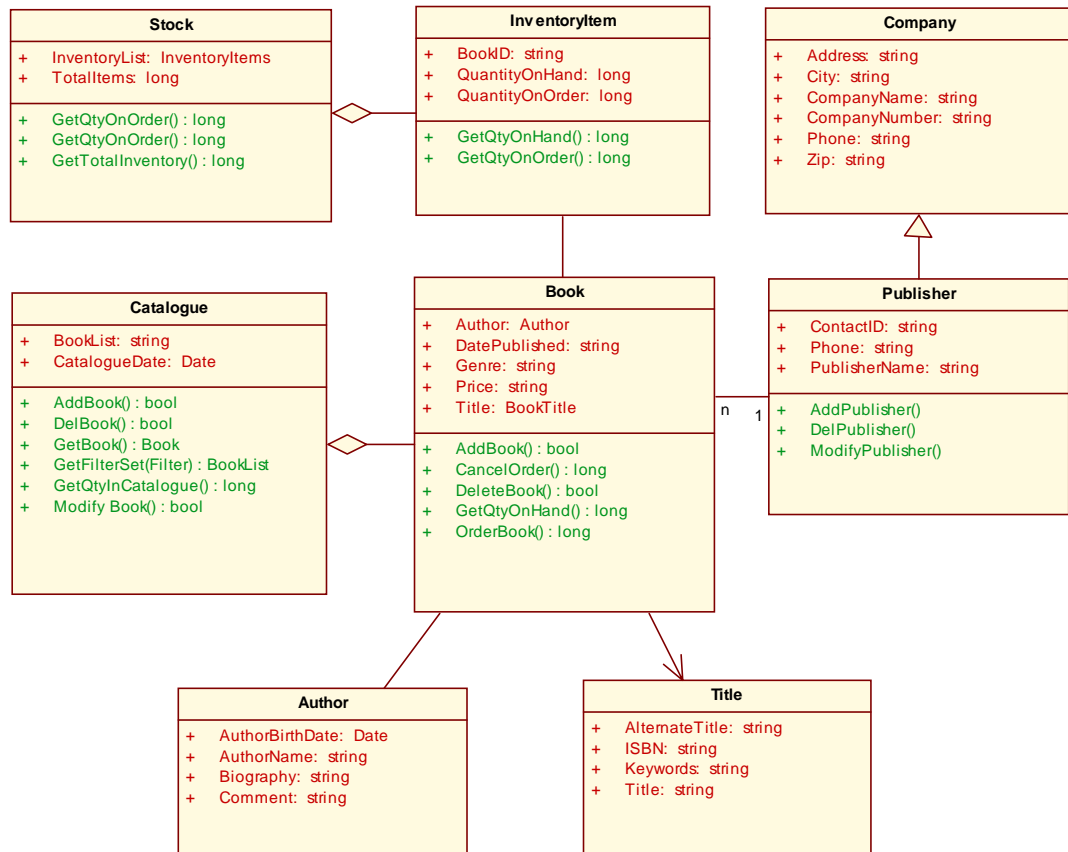 Stock
+ InventoryList: InventoryItems
+ TotalItems: long
+ GetQtyOnOrder() : long
+ GetQtyOnOrder() : long
+ GetTotalInventory() : long
InventoryItem
+ BookID: string
+ QuantityOnHand: long
+ QuantityOnOrder: long
+ GetQtyOnHand() : long
+ GetQtyOnOrder() : long
Company
+ Address: string
+ City: string
+ CompanyName: string
+ CompanyNumber: string
+ Phone: string
+ Zip: string
Catalogue
+ BookList: string
+ CatalogueDate: Date
+ AddBook() : bool
+ DelBook() : bool
+ GetBook() : Book
+ GetFilterSet(Filter) : BookList
+ GetQtyInCatalogue() : long
+ Modify Book() : bool
Book
+ Author: Author
+ DatePublished: string
+ Genre: string
+ Price: string
+ Title: BookTitle
+ AddBook() : bool
+ CancelOrder() : long
+ DeleteBook() : bool
+ GetQtyOnHand() : long
+ OrderBook() : long
n
1
Publisher
+ ContactID: string
+ Phone: string
+ PublisherName: string
+ AddPublisher()
+ DelPublisher()
+ ModifyPublisher()
Author
+ AuthorBirthDate: Date
+ AuthorName: string
+ Biography: string
+ Comment: string
Title
+ AlternateTitle: string
+ ISBN: string
+ Keywords: string
+ Title: string